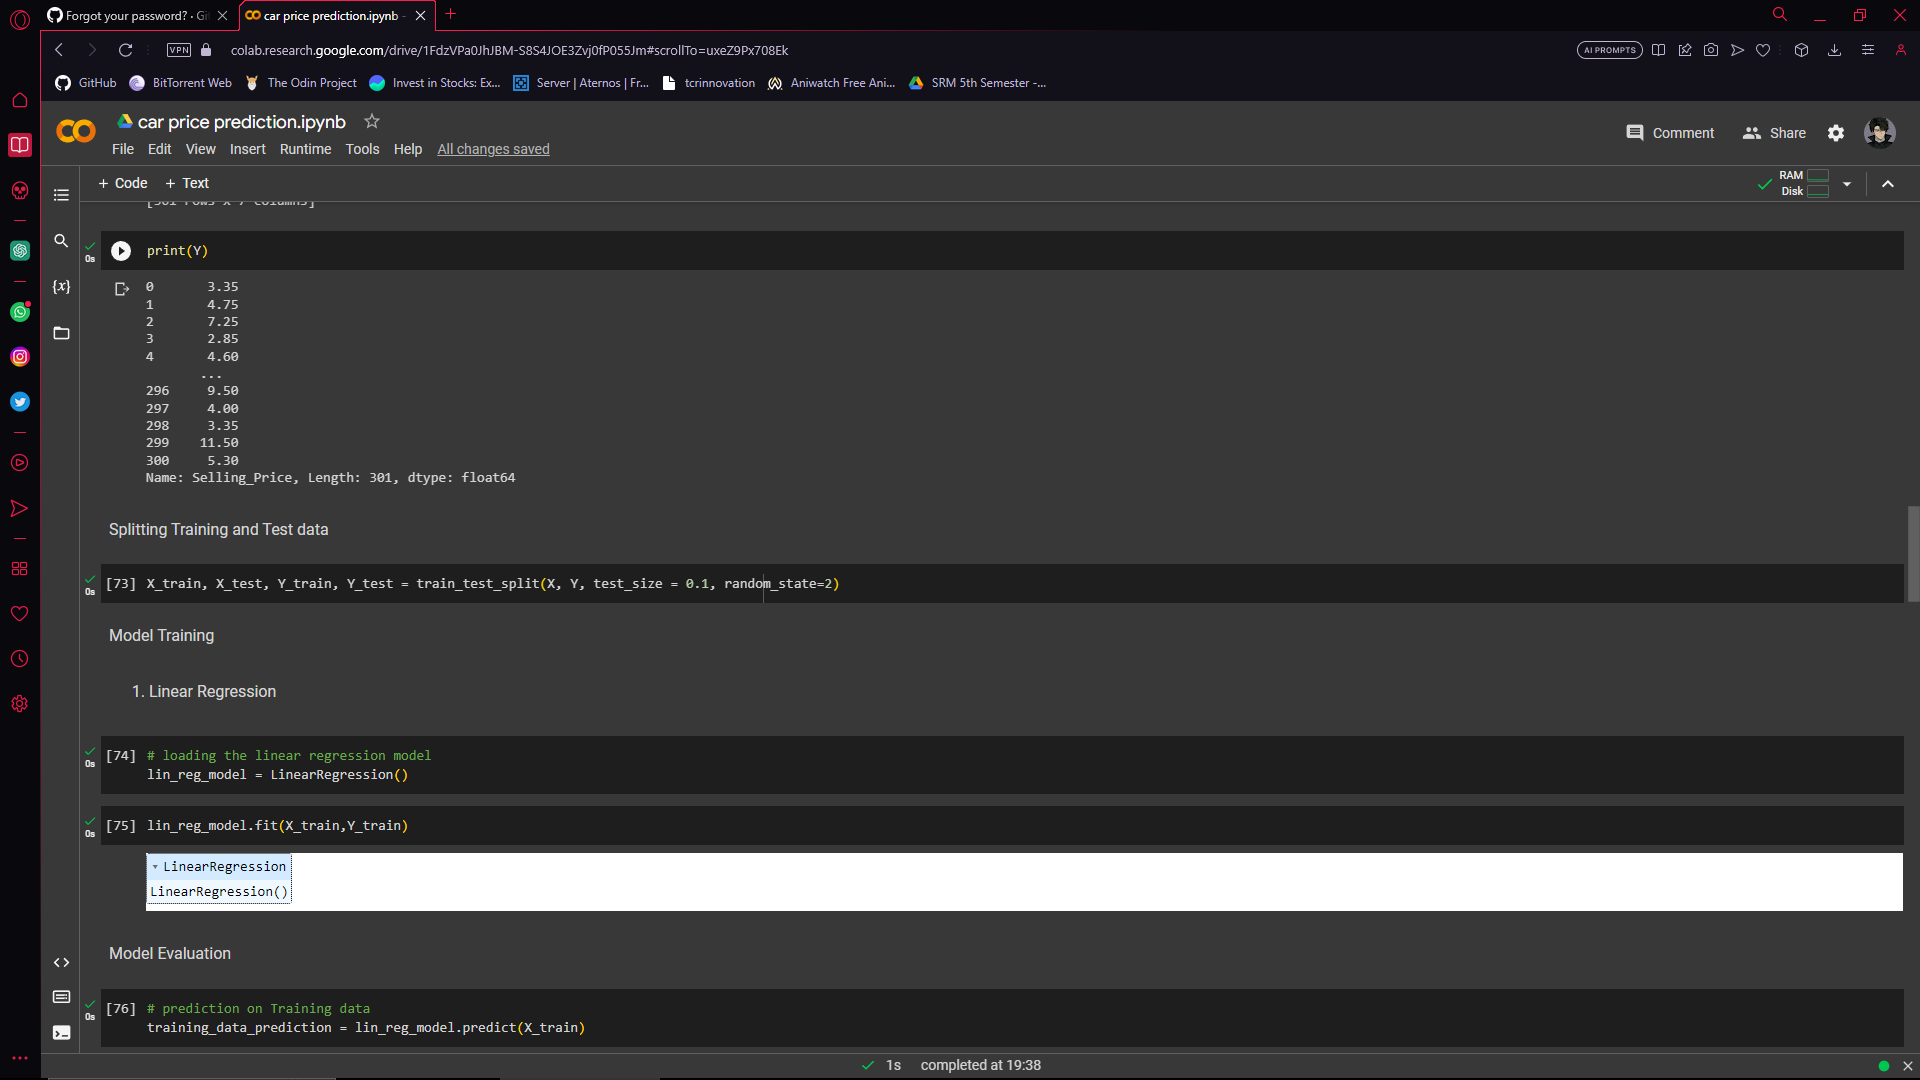 Forgot your password? · Gi
car price prediction.ipynb -
VPN
colab.research.google.com/drive/1FdzVPa0JhJBM-S8S4JOE3Zvj0fP055Jm#scrollTo=uxeZ9Px708Ek
AI PROMPTS
GitHub
BitTorrent Web
The Odin Project
Invest in Stocks: Ex...
Server | Aternos | Fr...
tcrinnovation
Aniwatch Free Ani...
SRM 5th Semester -...
car price prediction.ipynb
Comment
Share
File Edit View Insert Runtime Tools Help All changes saved
+ Code + Text
RAM
Disk
[301 rows x 7 columns]
0s
print(Y)
0 3.35
1 4.75
2 7.25
3 2.85
4 4.60
...
296 9.50
297 4.00
298 3.35
299 11.50
300 5.30
Name: Selling_Price, Length: 301, dtype: float64
Splitting Training and Test data
0s
[73] X_train, X_test, Y_train, Y_test = train_test_split(X, Y, test_size = 0.1, random_state=2)
Model Training
1. Linear Regression
0s
[74] # loading the linear regression model
lin_reg_model = LinearRegression()
0s
[75] lin_reg_model.fit(X_train,Y_train)
LinearRegression
LinearRegression()
Model Evaluation
0s
[76] # prediction on Training data
training_data_prediction = lin_reg_model.predict(X_train)
1s completed at 19:38